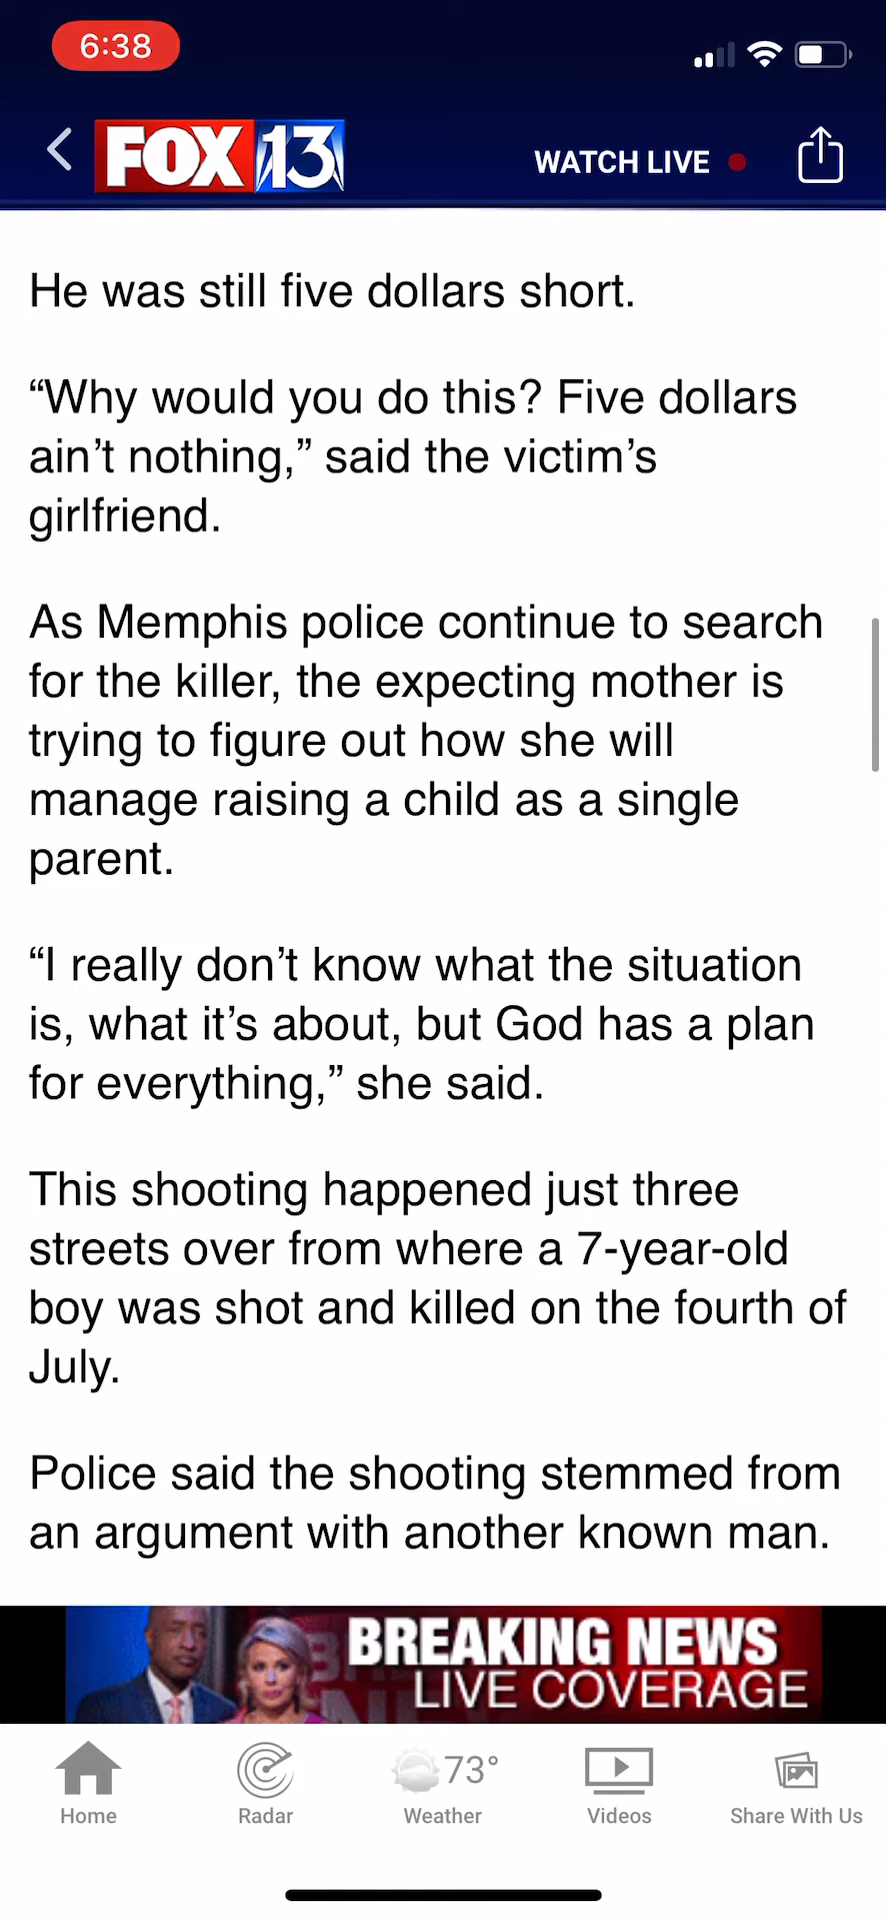 6:38
FOX 13
WATCH LIVE
He was still five dollars short.
“Why would you do this? Five dollars
ain’t nothing,” said the victim’s
girlfriend.
As Memphis police continue to search
for the killer, the expecting mother is
trying to figure out how she will
manage raising a child as a single
parent.
“I really don’t know what the situation
is, what it’s about, but God has a plan
for everything,” she said.
This shooting happened just three
streets over from where a 7-year-old
boy was shot and killed on the fourth of
July.
Police said the shooting stemmed from
an argument with another known man.
BREAKING NEWS
LIVE COVERAGE
73°
Home
Radar
Weather
Videos
Share With Us